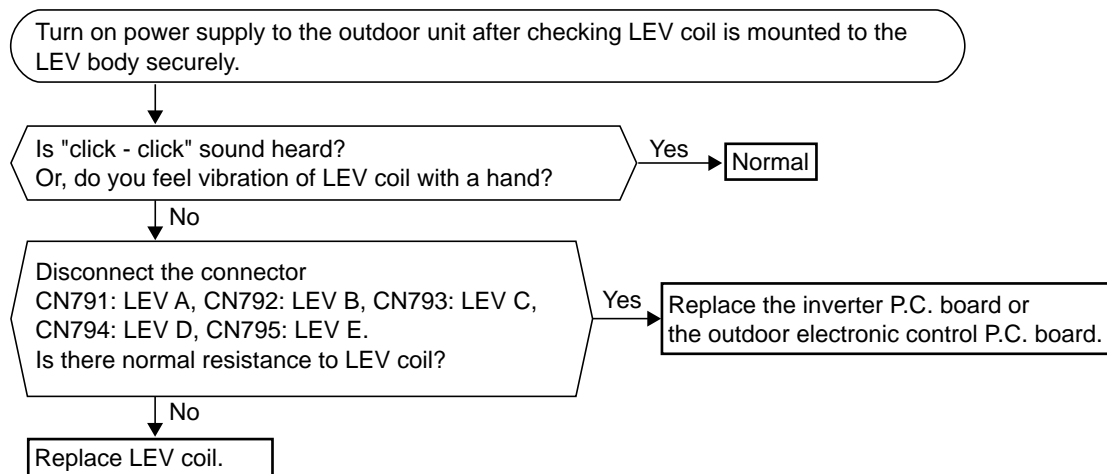 Turn on power supply to the outdoor unit after checking LEV coil is mounted to the
LEV body securely.
Is "click - click" sound heard?
Or, do you feel vibration of LEV coil with a hand?
Yes
Normal
No
Disconnect the connector
CN791: LEV A, CN792: LEV B, CN793: LEV C,
CN794: LEV D, CN795: LEV E.
Is there normal resistance to LEV coil?
Yes
Replace the inverter P.C. board or
the outdoor electronic control P.C. board.
No
Replace LEV coil.